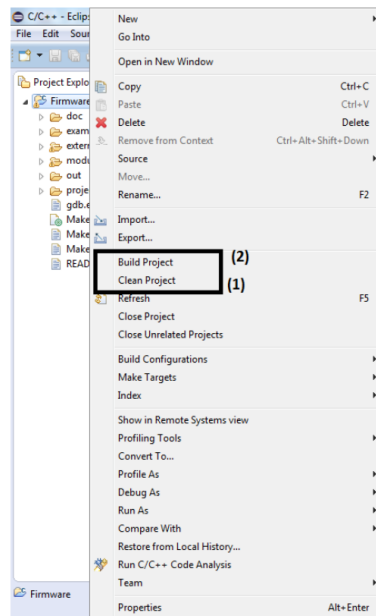 C/C++ - Eclip
File Edit Sour
New
Go Into
Open in New Window
Project Explo
Copy Ctrl+C
Firmware
Paste Ctrl+V
doc
Delete Delete
exam
Remove from Context Ctrl+Alt+Shift+Down
exter
Source
modu
Move...
out
Rename... F2
proje
gdb.e
Import...
Make
Export...
Make
Make
Build Project (2)
READ
Clean Project (1)
Refresh F5
Close Project
Close Unrelated Projects
Build Configurations
Make Targets
Index
Show in Remote Systems view
Profiling Tools
Convert To...
Profile As
Debug As
Run As
Compare With
Restore from Local History...
Run C/C++ Code Analysis
Team
Firmware
Properties Alt+Enter